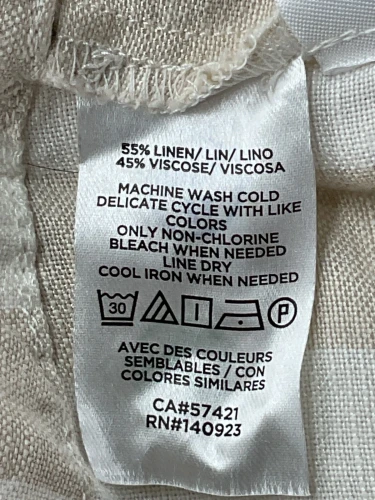 55% LINEN/ LIN/ LINO
45% VISCOSE/ VISCOSA
MACHINE WASH COLD
DELICATE CYCLE WITH LIKE
COLORS
ONLY NON-CHLORINE
BLEACH WHEN NEEDED
LINE DRY
COOL IRON WHEN NEEDED
30 P
AVEC DES COULEURS
SEMBLABLES / CON
COLORES SIMILARES
CA#57421
RN#140923